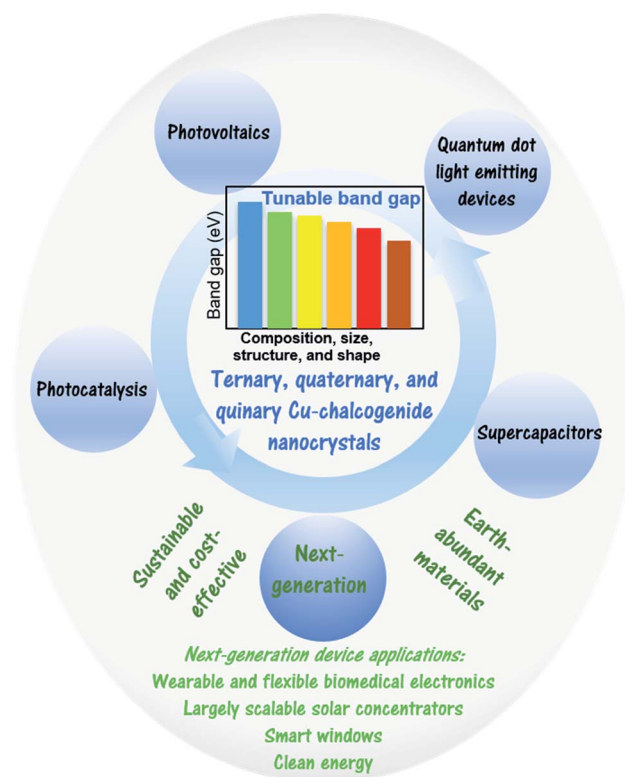 Photovoltaics
Quantum dot
light emitting
devices
Tunable band gap
Band gap (eV)
Composition, size,
structure, and shape
Ternary, quaternary, and
quinary Cu-chalcogenide
nanocrystals
Photocatalysis
Supercapacitors
Sustainable
and cost-
effective
Next-
generation
Earth-
abundant
materials
Next-generation device applications:
Wearable and flexible biomedical electronics
Largely scalable solar concentrators
Smart windows
Clean energy